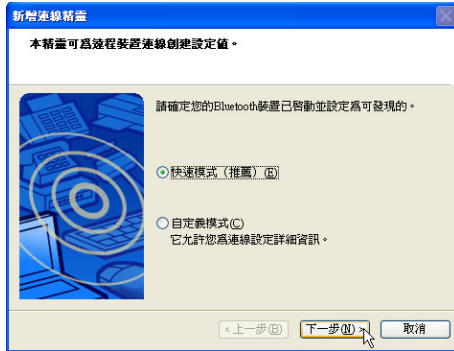 新增連線精靈
本精靈可為遠程裝置連線創建設定值。
請確定您的Bluetooth裝置已啓動並設定為可發現的。
快速模式（推薦）(E)
自定義模式(C)
它允許您為連線設定詳細資訊。
<上一步(B)
下一步(N)>
取消